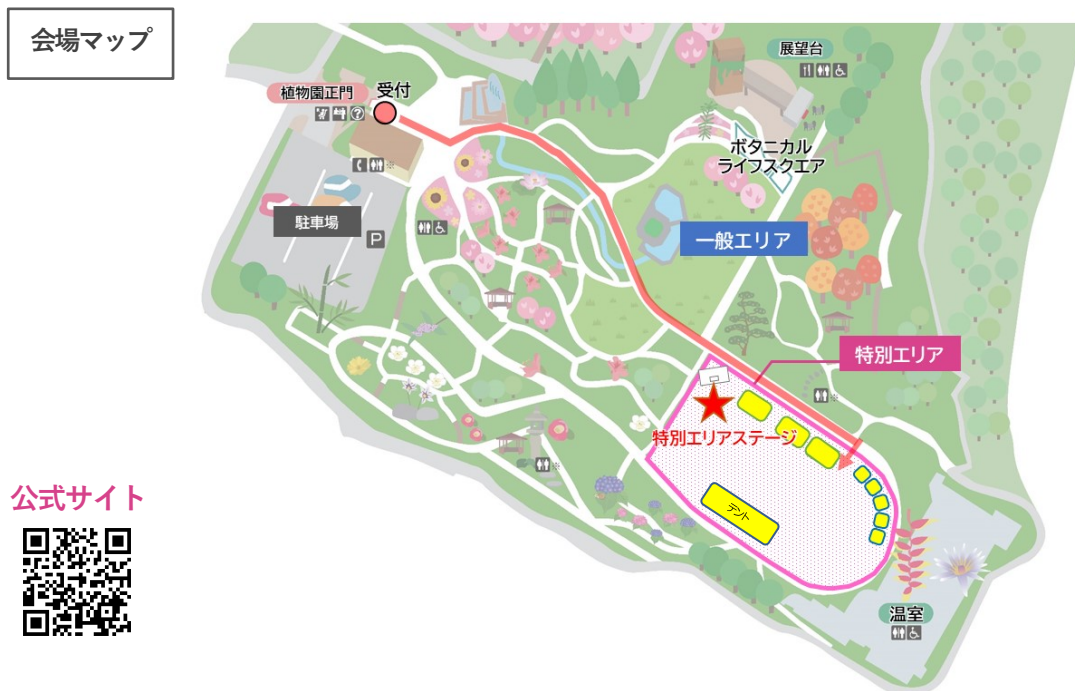 会場マップ
植物園正門
受付
展望台
ボタニカル
ライフスクエア
駐車場
P
一般エリア
特別エリア
特別エリアステージ
テント
公式サイト
温室